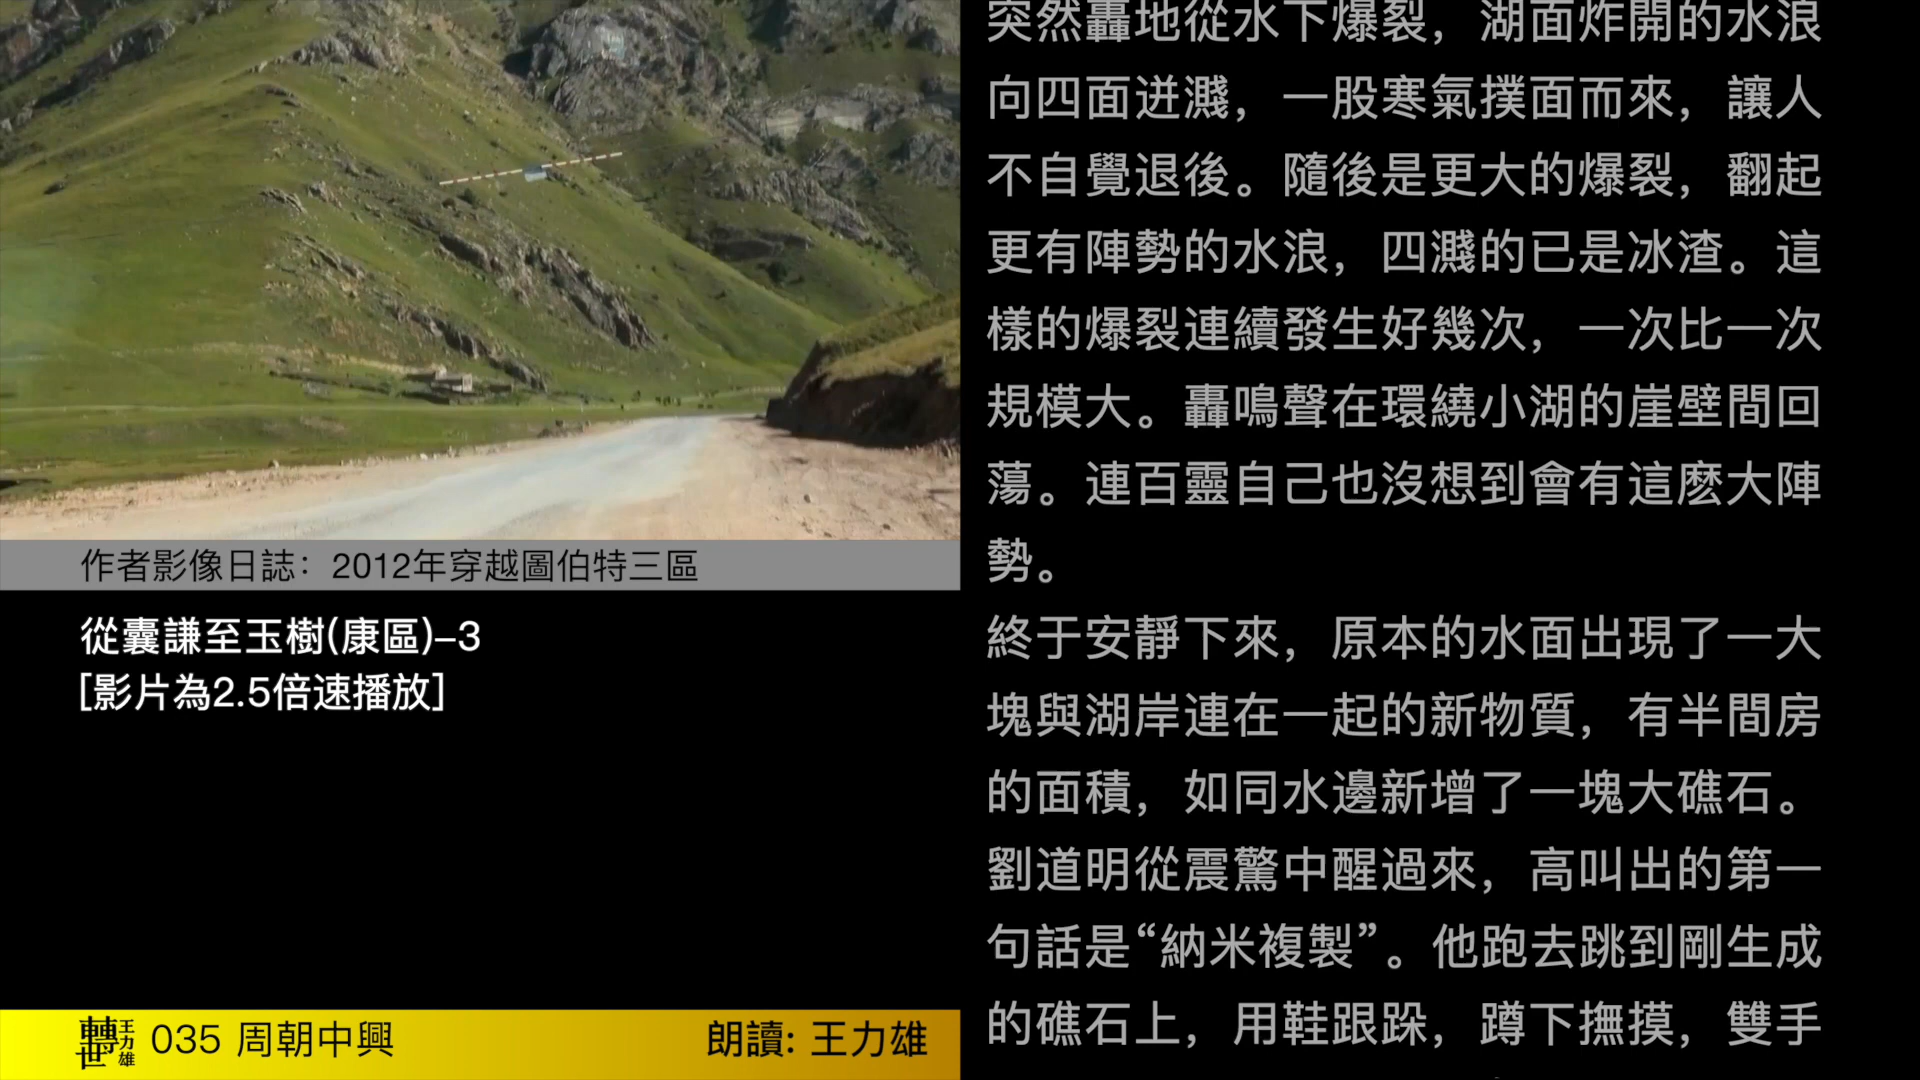 作者影像日誌：2012年穿越圖伯特三區
從囊謙至玉樹(康區)–3
[影片為2.5倍速播放]
轉世
王力雄
035 周朝中興
朗讀: 王力雄
突然轟地從水下爆裂，湖面炸開的水浪
向四面迸濺，一股寒氣撲面而來，讓人
不自覺退後。隨後是更大的爆裂，翻起
更有陣勢的水浪，四濺的已是冰渣。這
樣的爆裂連續發生好幾次，一次比一次
規模大。轟鳴聲在環繞小湖的崖壁間回
蕩。連百靈自己也沒想到會有這麽大陣
勢。
終于安靜下來，原本的水面出現了一大
塊與湖岸連在一起的新物質，有半間房
的面積，如同水邊新增了一塊大礁石。
劉道明從震驚中醒過來，高叫出的第一
句話是“納米複製”。他跑去跳到剛生成
的礁石上，用鞋跟跺，蹲下撫摸，雙手